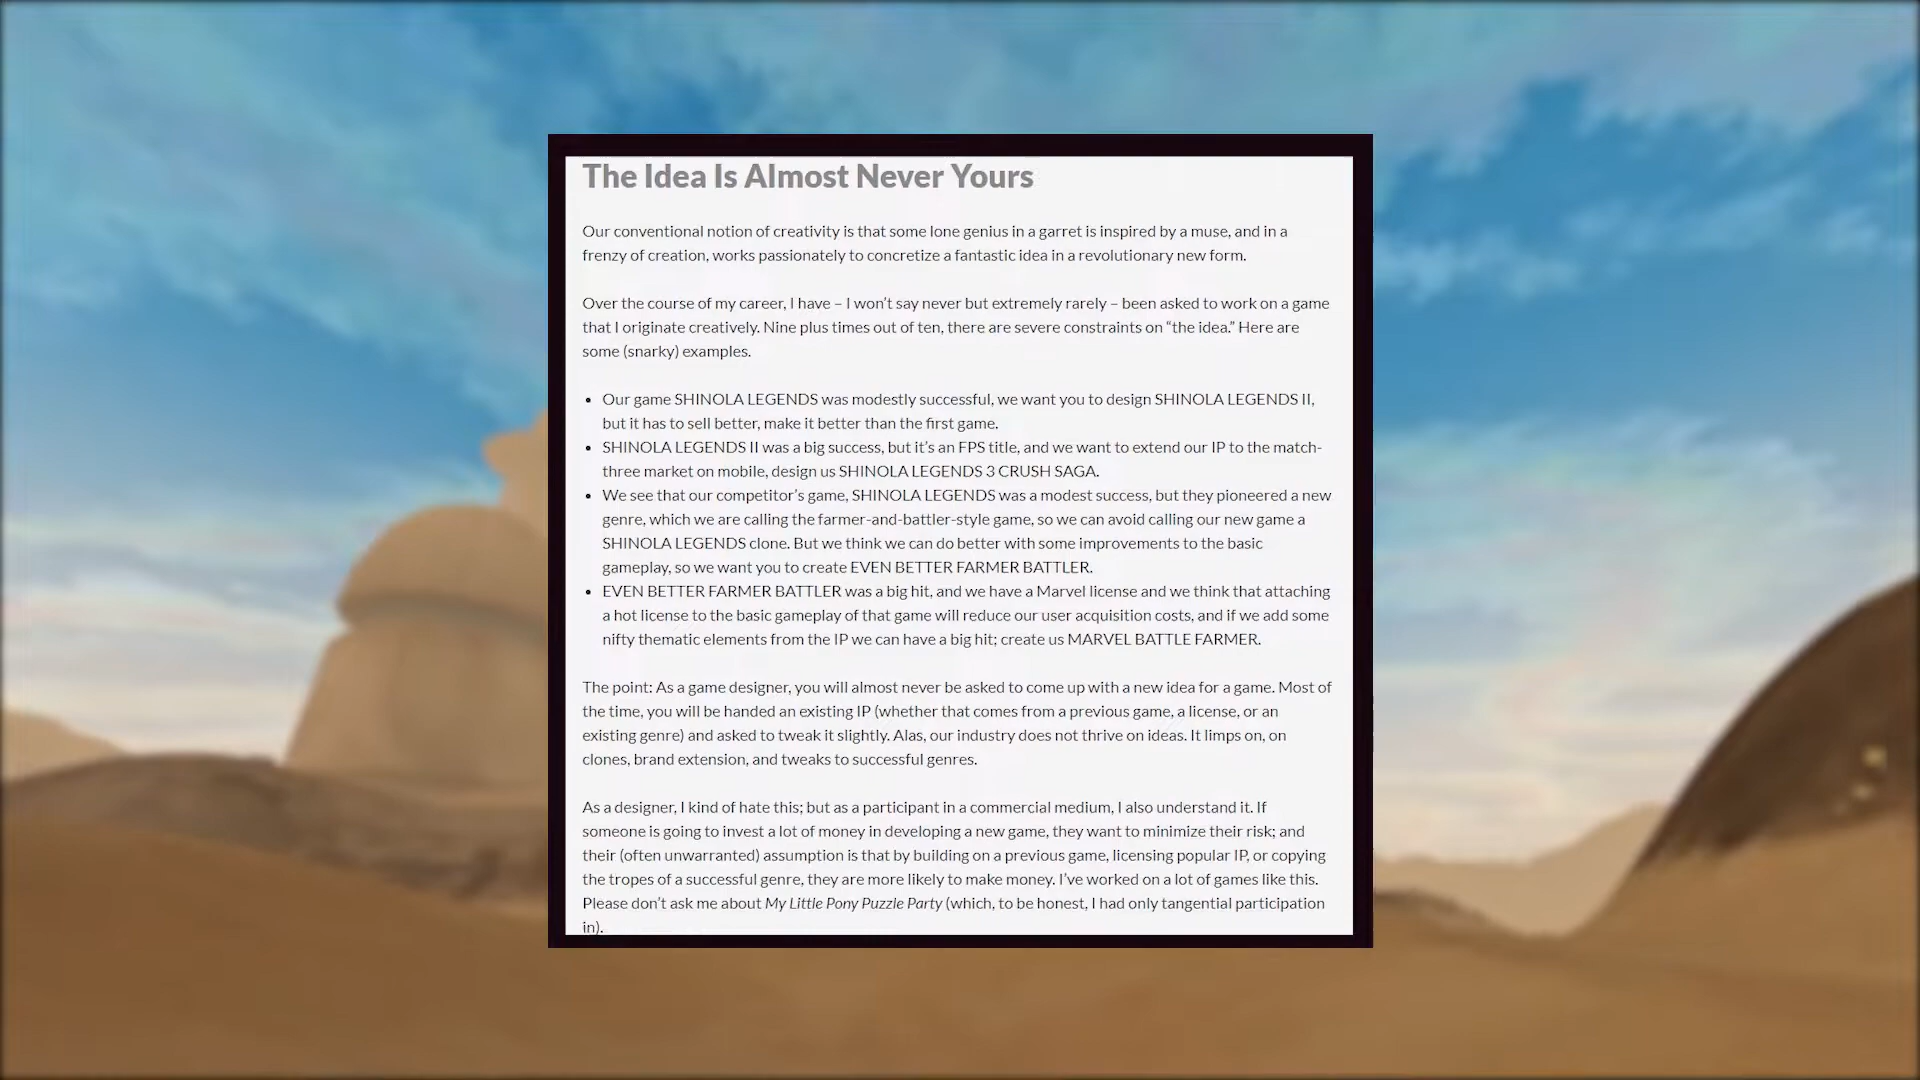 The Idea Is Almost Never Yours
Our conventional notion of creativity is that some lone genius in a garret is inspired by a muse, and in a
frenzy of creation, works passionately to concretize a fantastic idea in a revolutionary new form.
Over the course of my career, I have – I won’t say never but extremely rarely – been asked to work on a game
that I originate creatively. Nine plus times out of ten, there are severe constraints on “the idea.” Here are
some (snarky) examples.
• Our game SHINOLA LEGENDS was modestly successful, we want you to design SHINOLA LEGENDS II,
but it has to sell better, make it better than the first game.
• SHINOLA LEGENDS II was a big success, but it’s an FPS title, and we want to extend our IP to the match-
three market on mobile, design us SHINOLA LEGENDS 3 CRUSH SAGA.
• We see that our competitor’s game, SHINOLA LEGENDS was a modest success, but they pioneered a new
genre, which we are calling the farmer-and-battler-style game, so we can avoid calling our new game a
SHINOLA LEGENDS clone. But we think we can do better with some improvements to the basic
gameplay, so we want you to create EVEN BETTER FARMER BATTLER.
• EVEN BETTER FARMER BATTLER was a big hit, and we have a Marvel license and we think that attaching
a hot license to the basic gameplay of that game will reduce our user acquisition costs, and if we add some
nifty thematic elements from the IP we can have a big hit; create us MARVEL BATTLE FARMER.
The point: As a game designer, you will almost never be asked to come up with a new idea for a game. Most of
the time, you will be handed an existing IP (whether that comes from a previous game, a license, or an
existing genre) and asked to tweak it slightly. Alas, our industry does not thrive on ideas. It limps on, on
clones, brand extension, and tweaks to successful genres.
As a designer, I kind of hate this; but as a participant in a commercial medium, I also understand it. If
someone is going to invest a lot of money in developing a new game, they want to minimize their risk; and
their (often unwarranted) assumption is that by building on a previous game, licensing popular IP, or copying
the tropes of a successful genre, they are more likely to make money. I’ve worked on a lot of games like this.
Please don’t ask me about My Little Pony Puzzle Party (which, to be honest, I had only tangential participation
in).